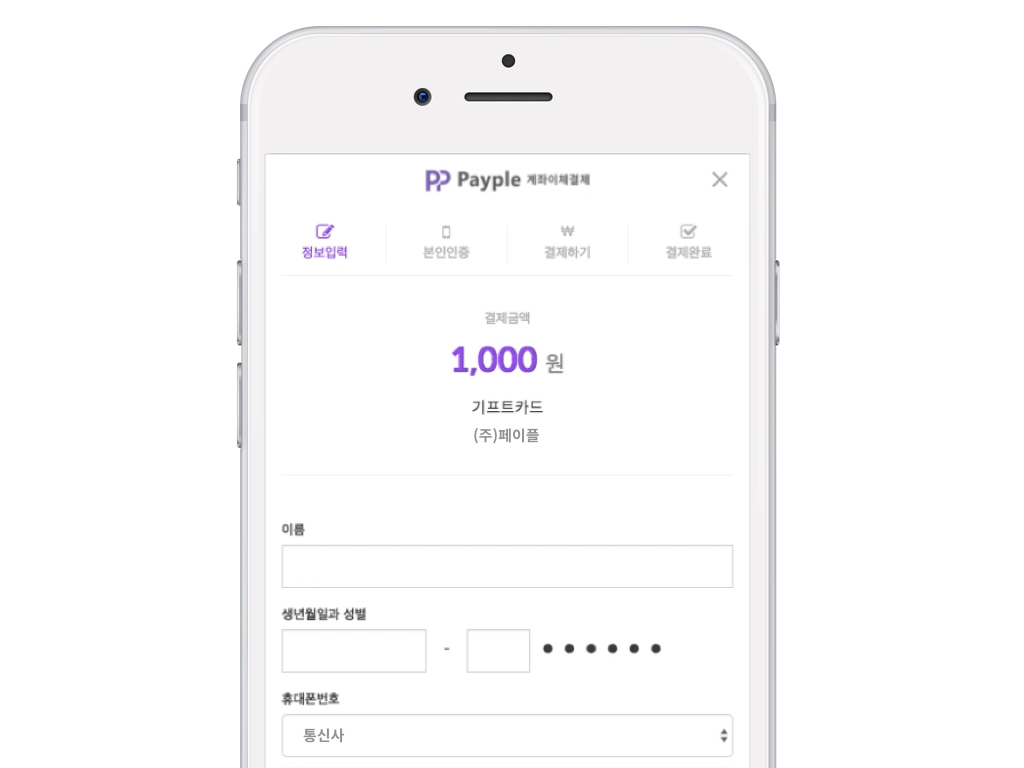 PP Payple 계좌이체결제
정보입력 본인인증 ₩ 결제하기 결제완료
결제금액
1,000 원
기프트카드
(주)페이플
이름
생년월일과 성별
- ● ● ● ● ● ●
휴대폰번호
통신사